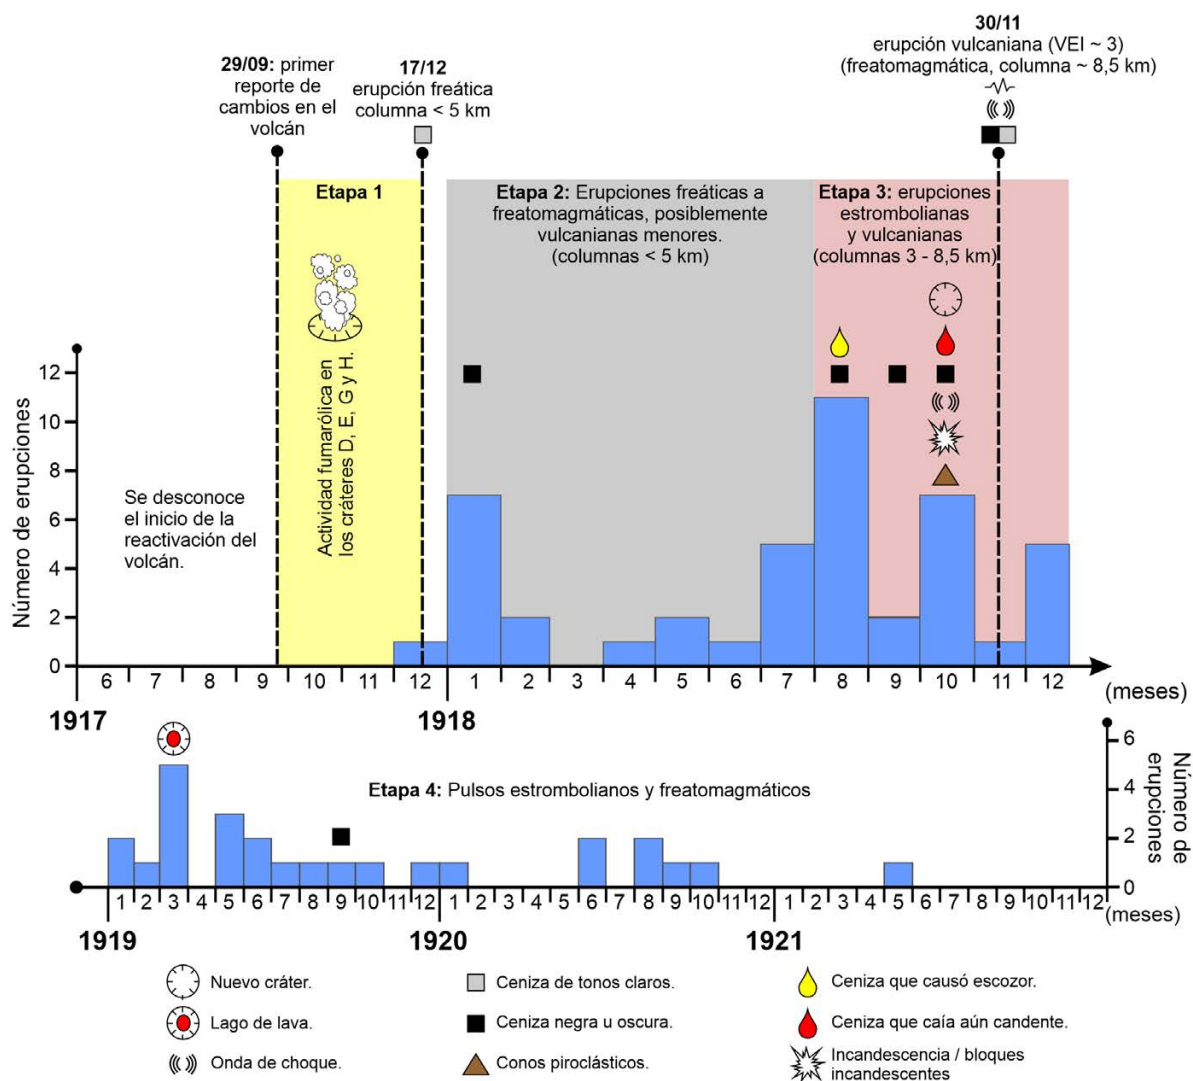 30/11
erupción vulcaniana (VEI ~ 3)
(freatomagmática, columna ~ 8,5 km)
29/09: primer
reporte de
cambios en el
volcán
17/12
erupción freática
columna < 5 km
Etapa 1
Etapa 2: Erupciones freáticas a
freatomagmáticas, posiblemente
vulcanianas menores.
(columnas < 5 km)
Etapa 3: erupciones
estrombolianas
y vulcanianas
(columnas 3 - 8,5 km)
Actividad fumarólica en
los cráteres D, E, G y H.
Se desconoce
el inicio de la
reactivación del
volcán.
Número de erupciones
12
10
8
6
4
2
0
6 7 8 9 10 11 12 1 2 3 4 5 6 7 8 9 10 11 12
(meses)
1917 1918
Etapa 4: Pulsos estrombolianos y freatomagmáticos
6
4
2
0
Número de
erupciones
1 2 3 4 5 6 7 8 9 10 11 12 1 2 3 4 5 6 7 8 9 10 11 12 1 2 3 4 5 6 7 8 9 10 11 12
(meses)
1919 1920 1921
Nuevo cráter.
Lago de lava.
Onda de choque.
Ceniza de tonos claros.
Ceniza negra u oscura.
Conos piroclásticos.
Ceniza que causó escozor.
Ceniza que caía aún candente.
Incandescencia / bloques
incandescentes